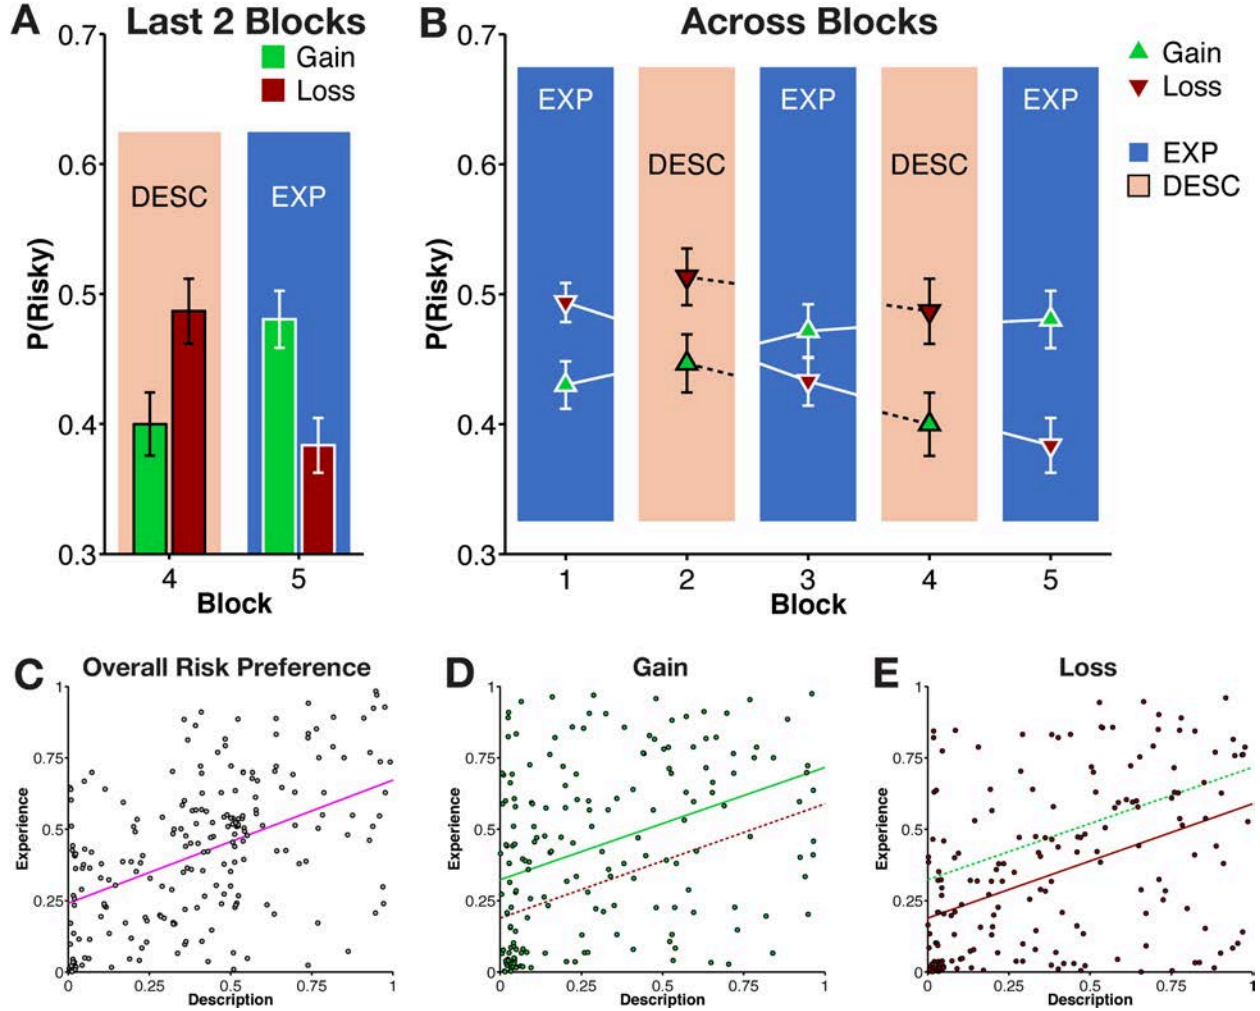 A Last 2 Blocks
0.7
Gain
Loss
0.6
DESC
EXP
P(Risky)
0.5
0.4
0.3
4
5
Block
B Across Blocks
0.7
Gain
Loss
EXP
DESC
EXP
DESC
EXP
EXP
DESC
0.6
P(Risky)
0.5
0.4
0.3
1
2
3
4
5
Block
C Overall Risk Preference
1
0.75
Experience
0.5
0.25
0
0
0.25
0.5
0.75
1
Description
D Gain
1
0.75
Experience
0.5
0.25
0
0
0.25
0.5
0.75
1
Description
E Loss
1
0.75
Experience
0.5
0.25
0
0
0.25
0.5
0.75
1
Description